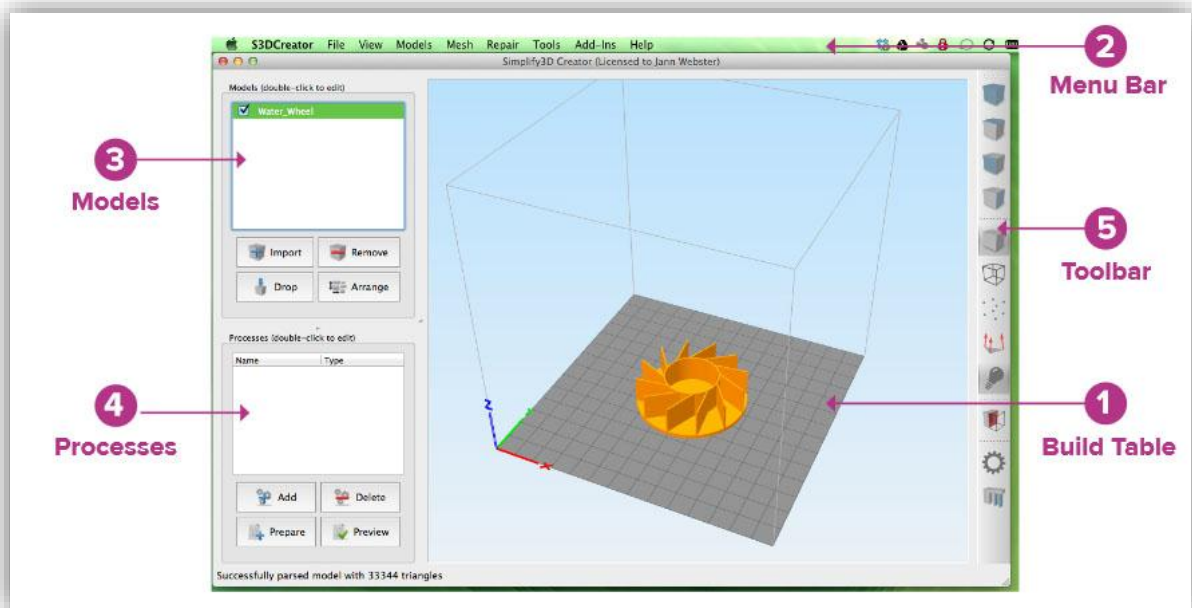 S3DCreator File View Models Mesh Repair Tools Add-Ins Help
Simplify3D Creator (Licensed to Jann Webster)
2
Menu Bar
Models (double-click to edit)
Water_Wheel
3
Models
Import Remove
Drop Arrange
5
Toolbar
Processes (double-click to edit)
Name Type
4
Processes
Z
X
1
Build Table
Add Delete
Prepare Preview
Successfully parsed model with 33344 triangles